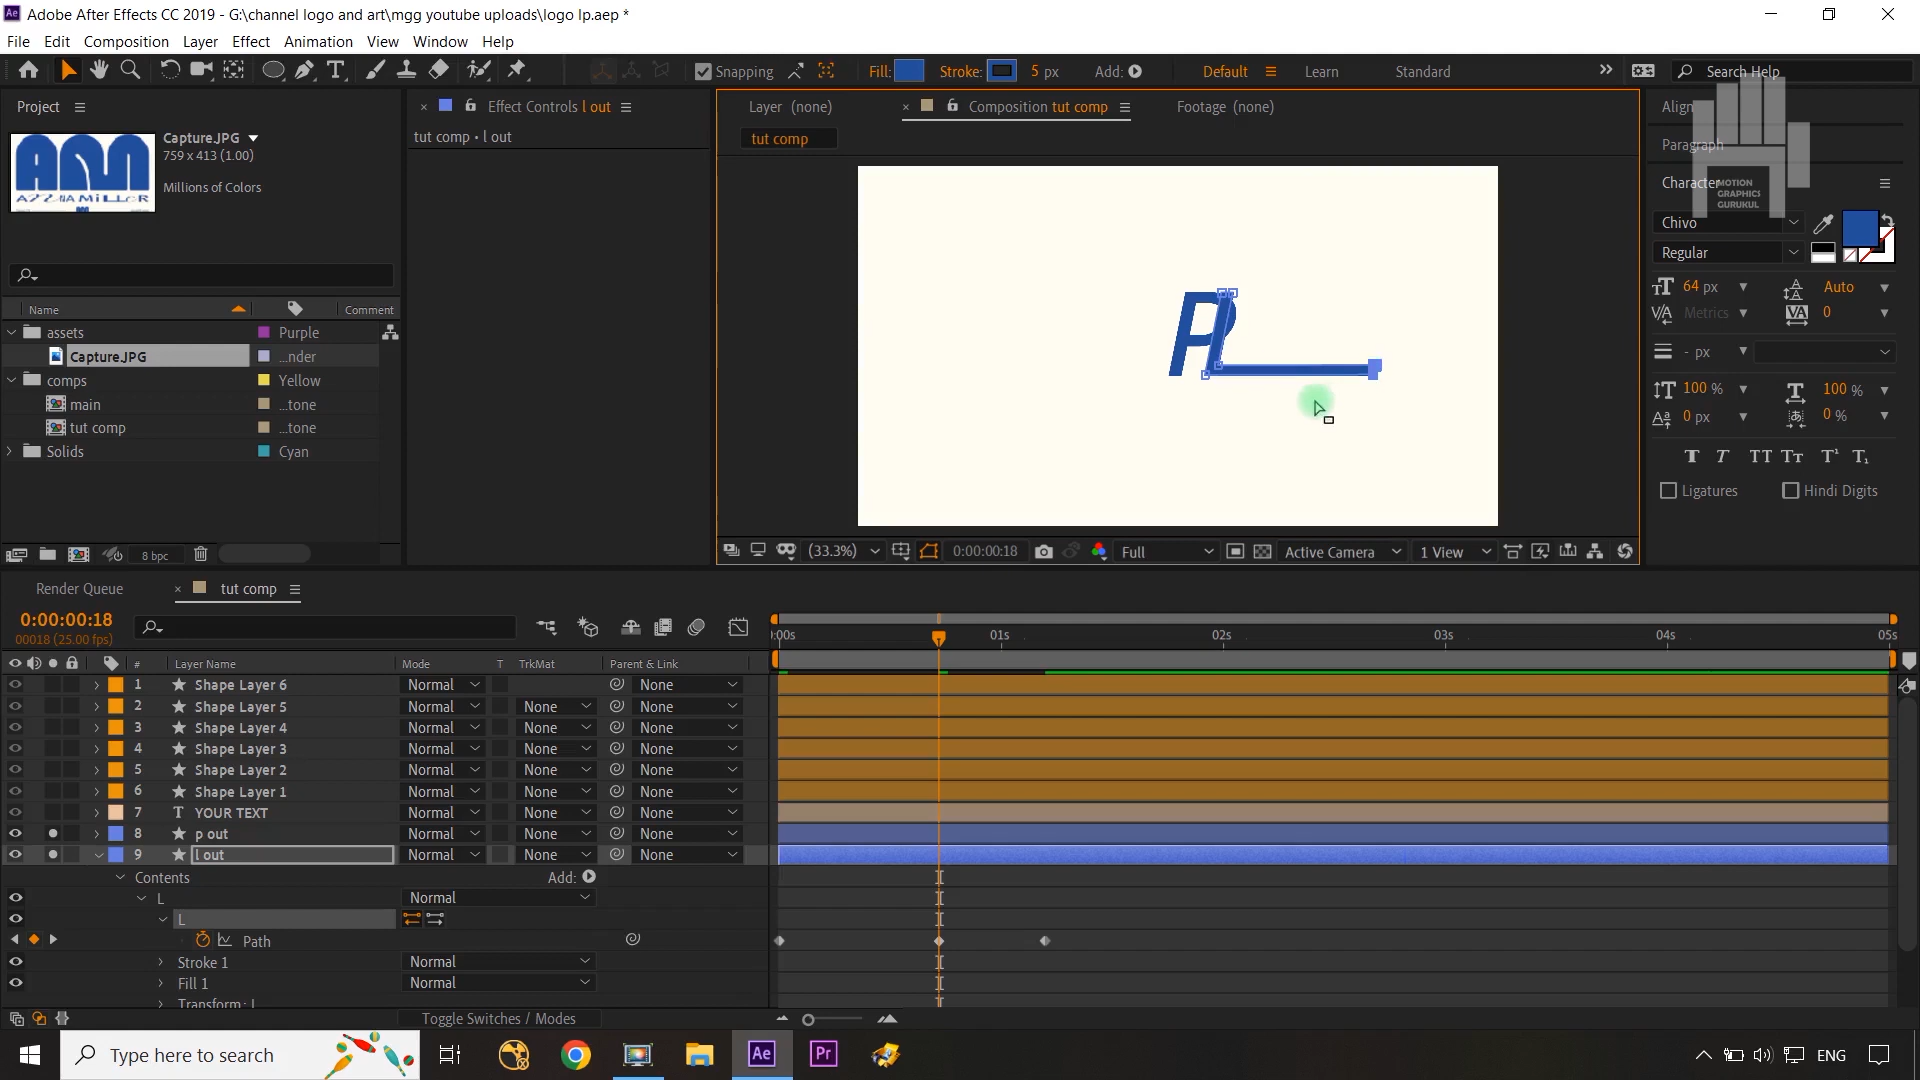 Adobe After Effects CC 2019 - G:\channel logo and art\mgg youtube uploads\logo lp.aep *
File Edit Composition Layer Effect Animation View Window Help
Snapping Fill: Stroke: 5 px Add: Default Learn Standard Search Help
Project
Effect Controls l out
Layer (none)
Composition tut comp
Footage (none)
Align
Capture.JPG
759 x 413 (1.00)
Millions of Colors
tut comp • l out
tut comp
Paragraph
Character
MOTION
GRAPHICS
GURUKUL
Chivo
Regular
64 px Auto
Metrics 0
- px
100 % 100 %
0 px 0 %
T T TT Tt T¹ T₁
Ligatures Hindi Digits
Name Comment
assets Purple
Capture.JPG ...nder
comps Yellow
main ...tone
tut comp ...tone
Solids Cyan
8 bpc
PL
(33.3%) 0:00:00:18 Full Active Camera 1 View
Render Queue tut comp
0:00:00:18
00018 (25.00 fps)
):00s 01s 02s 03s 04s 05s
# Layer Name Mode T TrkMat Parent & Link
1 Shape Layer 6 Normal None
2 Shape Layer 5 Normal None None
3 Shape Layer 4 Normal None None
4 Shape Layer 3 Normal None None
5 Shape Layer 2 Normal None None
6 Shape Layer 1 Normal None None
7 T YOUR TEXT Normal None None
8 p out Normal None None
9 l out Normal None None
Contents Add:
L Normal
L
Path
Stroke 1 Normal
Fill 1 Normal
Transform: L
Toggle Switches / Modes
Type here to search Ae Pr ENG